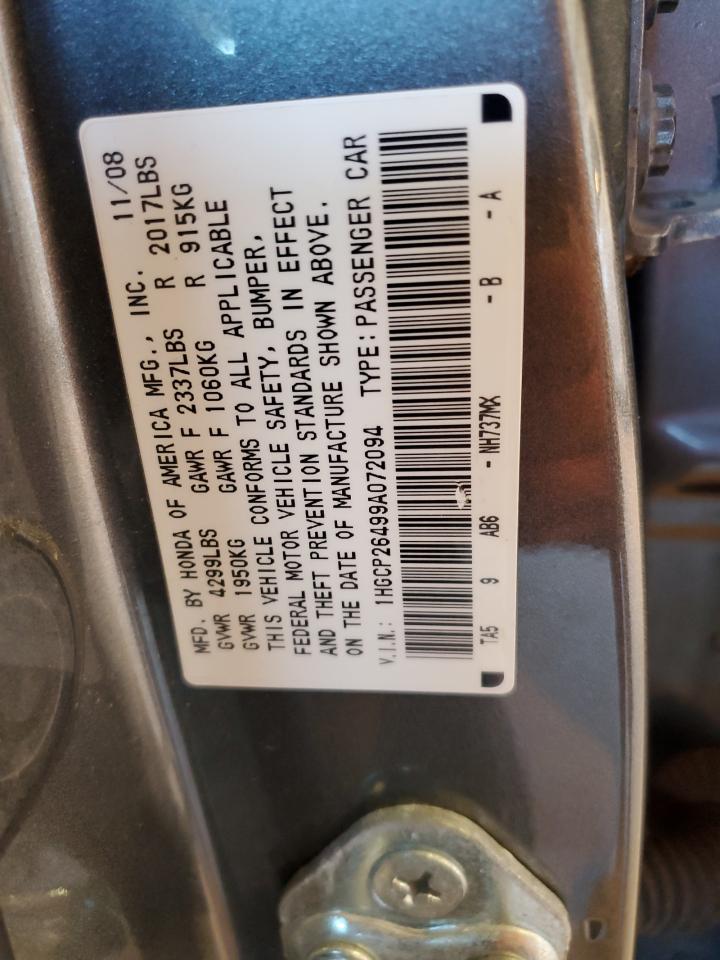 MFD. BY HONDA OF AMERICA MFG., INC. 11/08
GVWR 4299LBS GAWR F 2337LBS R 2017LBS
GVWR 1950KG GAWR F 1060KG R 915KG
THIS VEHICLE CONFORMS TO ALL APPLICABLE
FEDERAL MOTOR VEHICLE SAFETY, BUMPER,
AND THEFT PREVENTION STANDARDS IN EFFECT
ON THE DATE OF MANUFACTURE SHOWN ABOVE.
V.I.N.: 1HGCP26499A072094 TYPE:PASSENGER CAR
TA5 9 AB6 - NH737MX - B - A